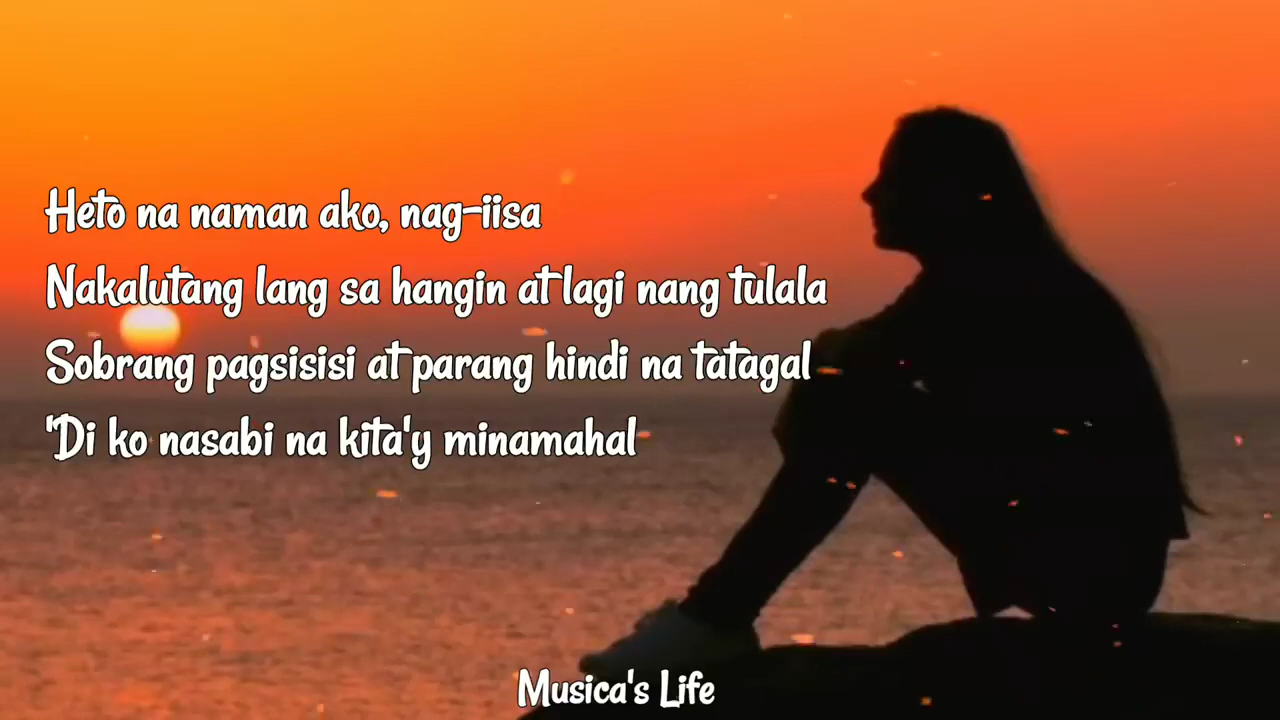 Heto na naman ako, nag-iisa
Nakalutang lang sa hangin at lagi nang tulala
Sobrang pagsisisi at parang hindi na tatagal
'Di ko nasabi na kita'y minamahal
Musica's Life